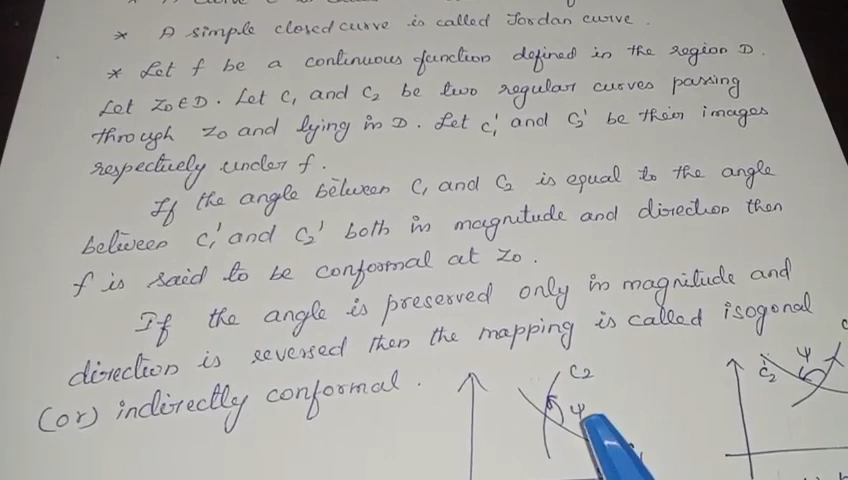 * A simple closed curve is called Jordan curve.
* Let f be a continuous function defined in the region D.
Let Z₀ ∈ D. Let C₁ and C₂ be two regular curves passing
through Z₀ and lying in D. Let C₁' and C₂' be their images
respectively under f.
If the angle between C₁ and C₂ is equal to the angle
between C₁' and C₂' both in magnitude and direction then
f is said to be conformal at Z₀.
If the angle is preserved only in magnitude and
direction is reversed then the mapping is called isogonal
(or) indirectly conformal.
C₂
ψ
C₂'
ψ